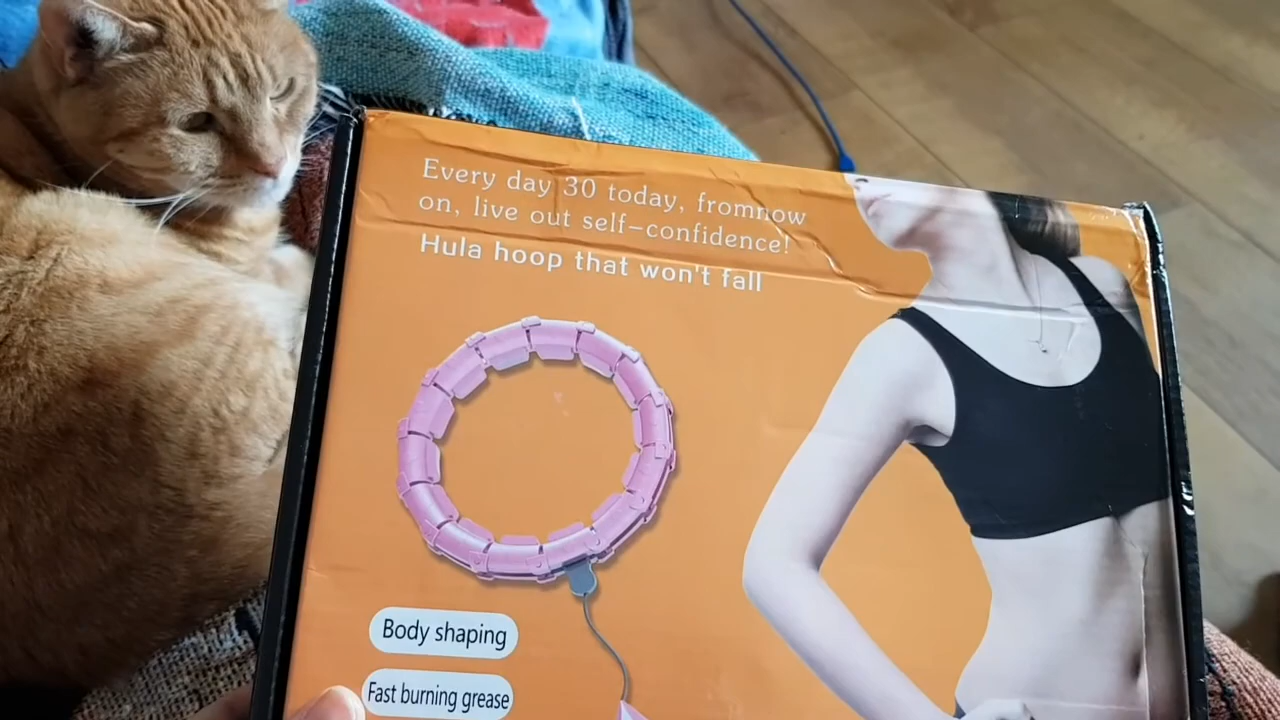 Every day 30 today, fromnow
on, live out self-confidence!
Hula hoop that won't fall
Body shaping
Fast burning grease